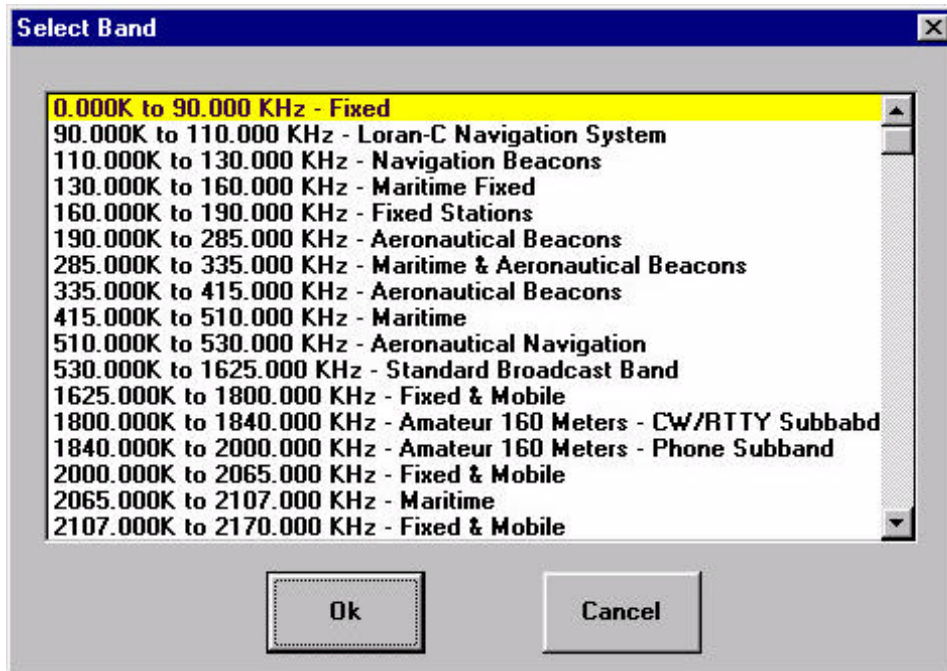 Select Band
0.000K to 90.000 KHz - Fixed
90.000K to 110.000 KHz - Loran-C Navigation System
110.000K to 130.000 KHz - Navigation Beacons
130.000K to 160.000 KHz - Maritime Fixed
160.000K to 190.000 KHz - Fixed Stations
190.000K to 285.000 KHz - Aeronautical Beacons
285.000K to 335.000 KHz - Maritime & Aeronautical Beacons
335.000K to 415.000 KHz - Aeronautical Beacons
415.000K to 510.000 KHz - Maritime
510.000K to 530.000 KHz - Aeronautical Navigation
530.000K to 1625.000 KHz - Standard Broadcast Band
1625.000K to 1800.000 KHz - Fixed & Mobile
1800.000K to 1840.000 KHz - Amateur 160 Meters - CW/RTTY Subbabd
1840.000K to 2000.000 KHz - Amateur 160 Meters - Phone Subband
2000.000K to 2065.000 KHz - Fixed & Mobile
2065.000K to 2107.000 KHz - Maritime
2107.000K to 2170.000 KHz - Fixed & Mobile
Ok
Cancel